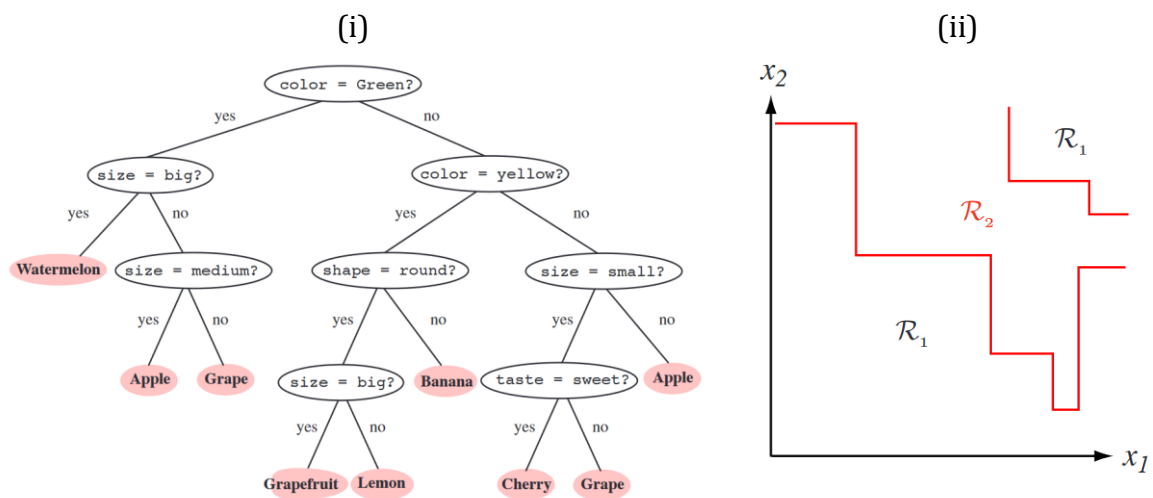 (i)
color = Green?
yes
no
size = big?
color = yellow?
yes
no
yes
no
Watermelon
size = medium?
shape = round?
size = small?
yes
no
yes
no
yes
no
Apple
Grape
size = big?
Banana
taste = sweet?
Apple
yes
no
yes
no
Grapefruit
Lemon
Cherry
Grape
(ii)
x₂
R₁
R₂
R₁
x₁